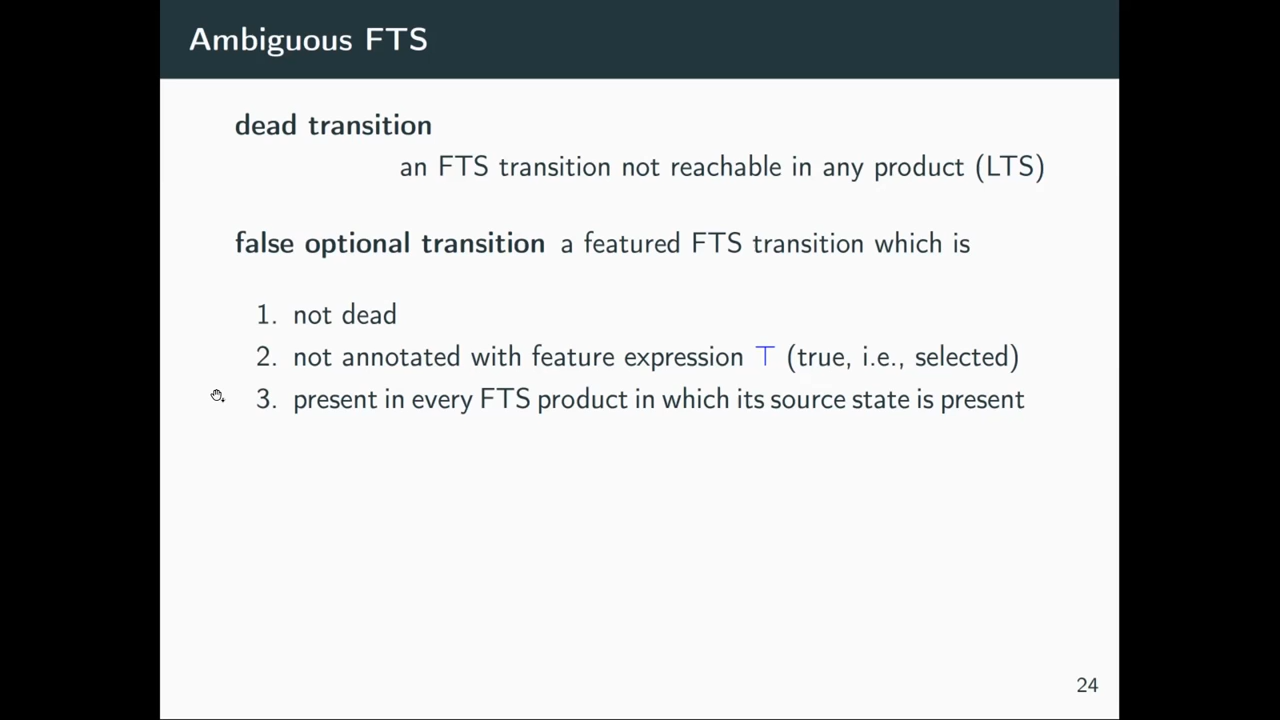 Ambiguous FTS
dead transition
an FTS transition not reachable in any product (LTS)
false optional transition a featured FTS transition which is
1. not dead
2. not annotated with feature expression ⊤ (true, i.e., selected)
3. present in every FTS product in which its source state is present
24